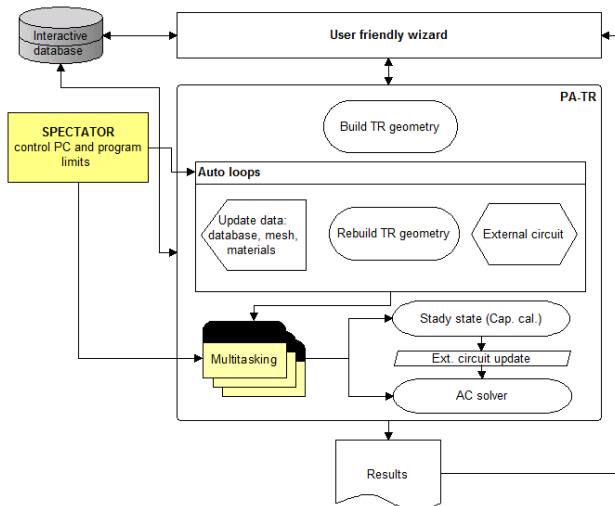 Interactive
database
User friendly wizard
PA-TR
Build TR geometry
SPECTATOR
control PC and program
limits
Auto loops
Update data:
database, mesh,
materials
Rebuild TR geometry
External circuit
Multitasking
Stady state (Cap. cal.)
Ext. circuit update
AC solver
Results